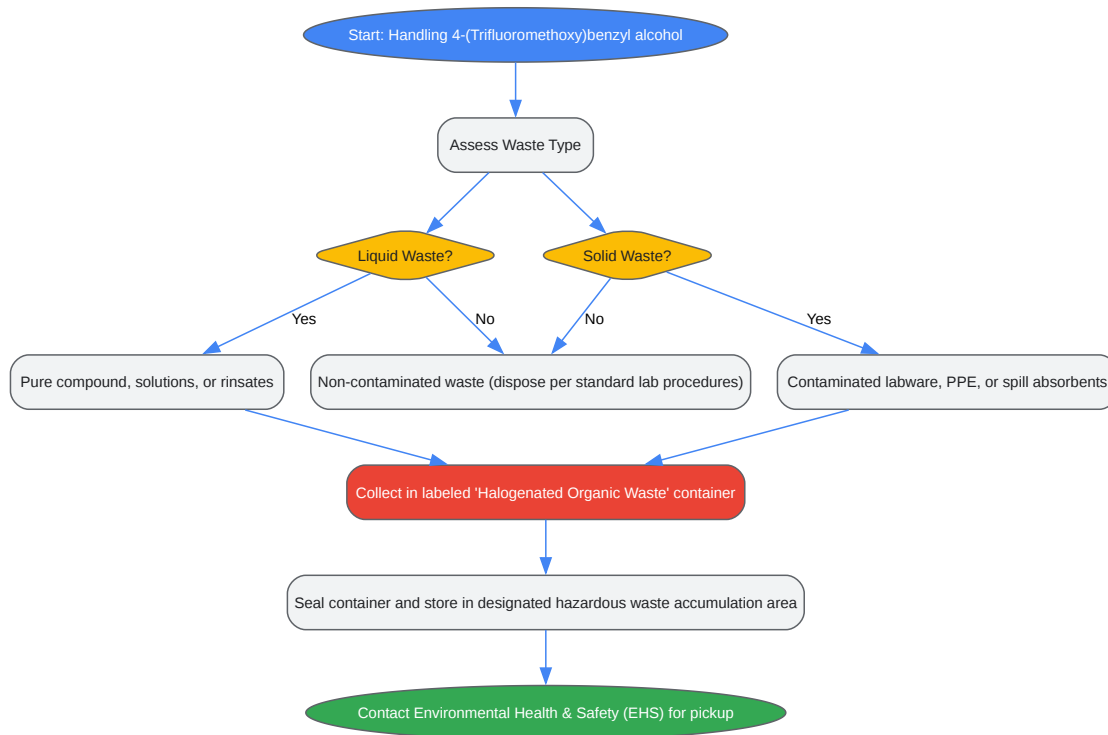 Start: Handling 4-(Trifluoromethoxy)benzyl alcohol
Assess Waste Type
Liquid Waste?
Solid Waste?
Yes
No
No
Yes
Pure compound, solutions, or rinsates
Non-contaminated waste (dispose per standard lab procedures)
Contaminated labware, PPE, or spill absorbents
Collect in labeled 'Halogenated Organic Waste' container
Seal container and store in designated hazardous waste accumulation area
Contact Environmental Health & Safety (EHS) for pickup